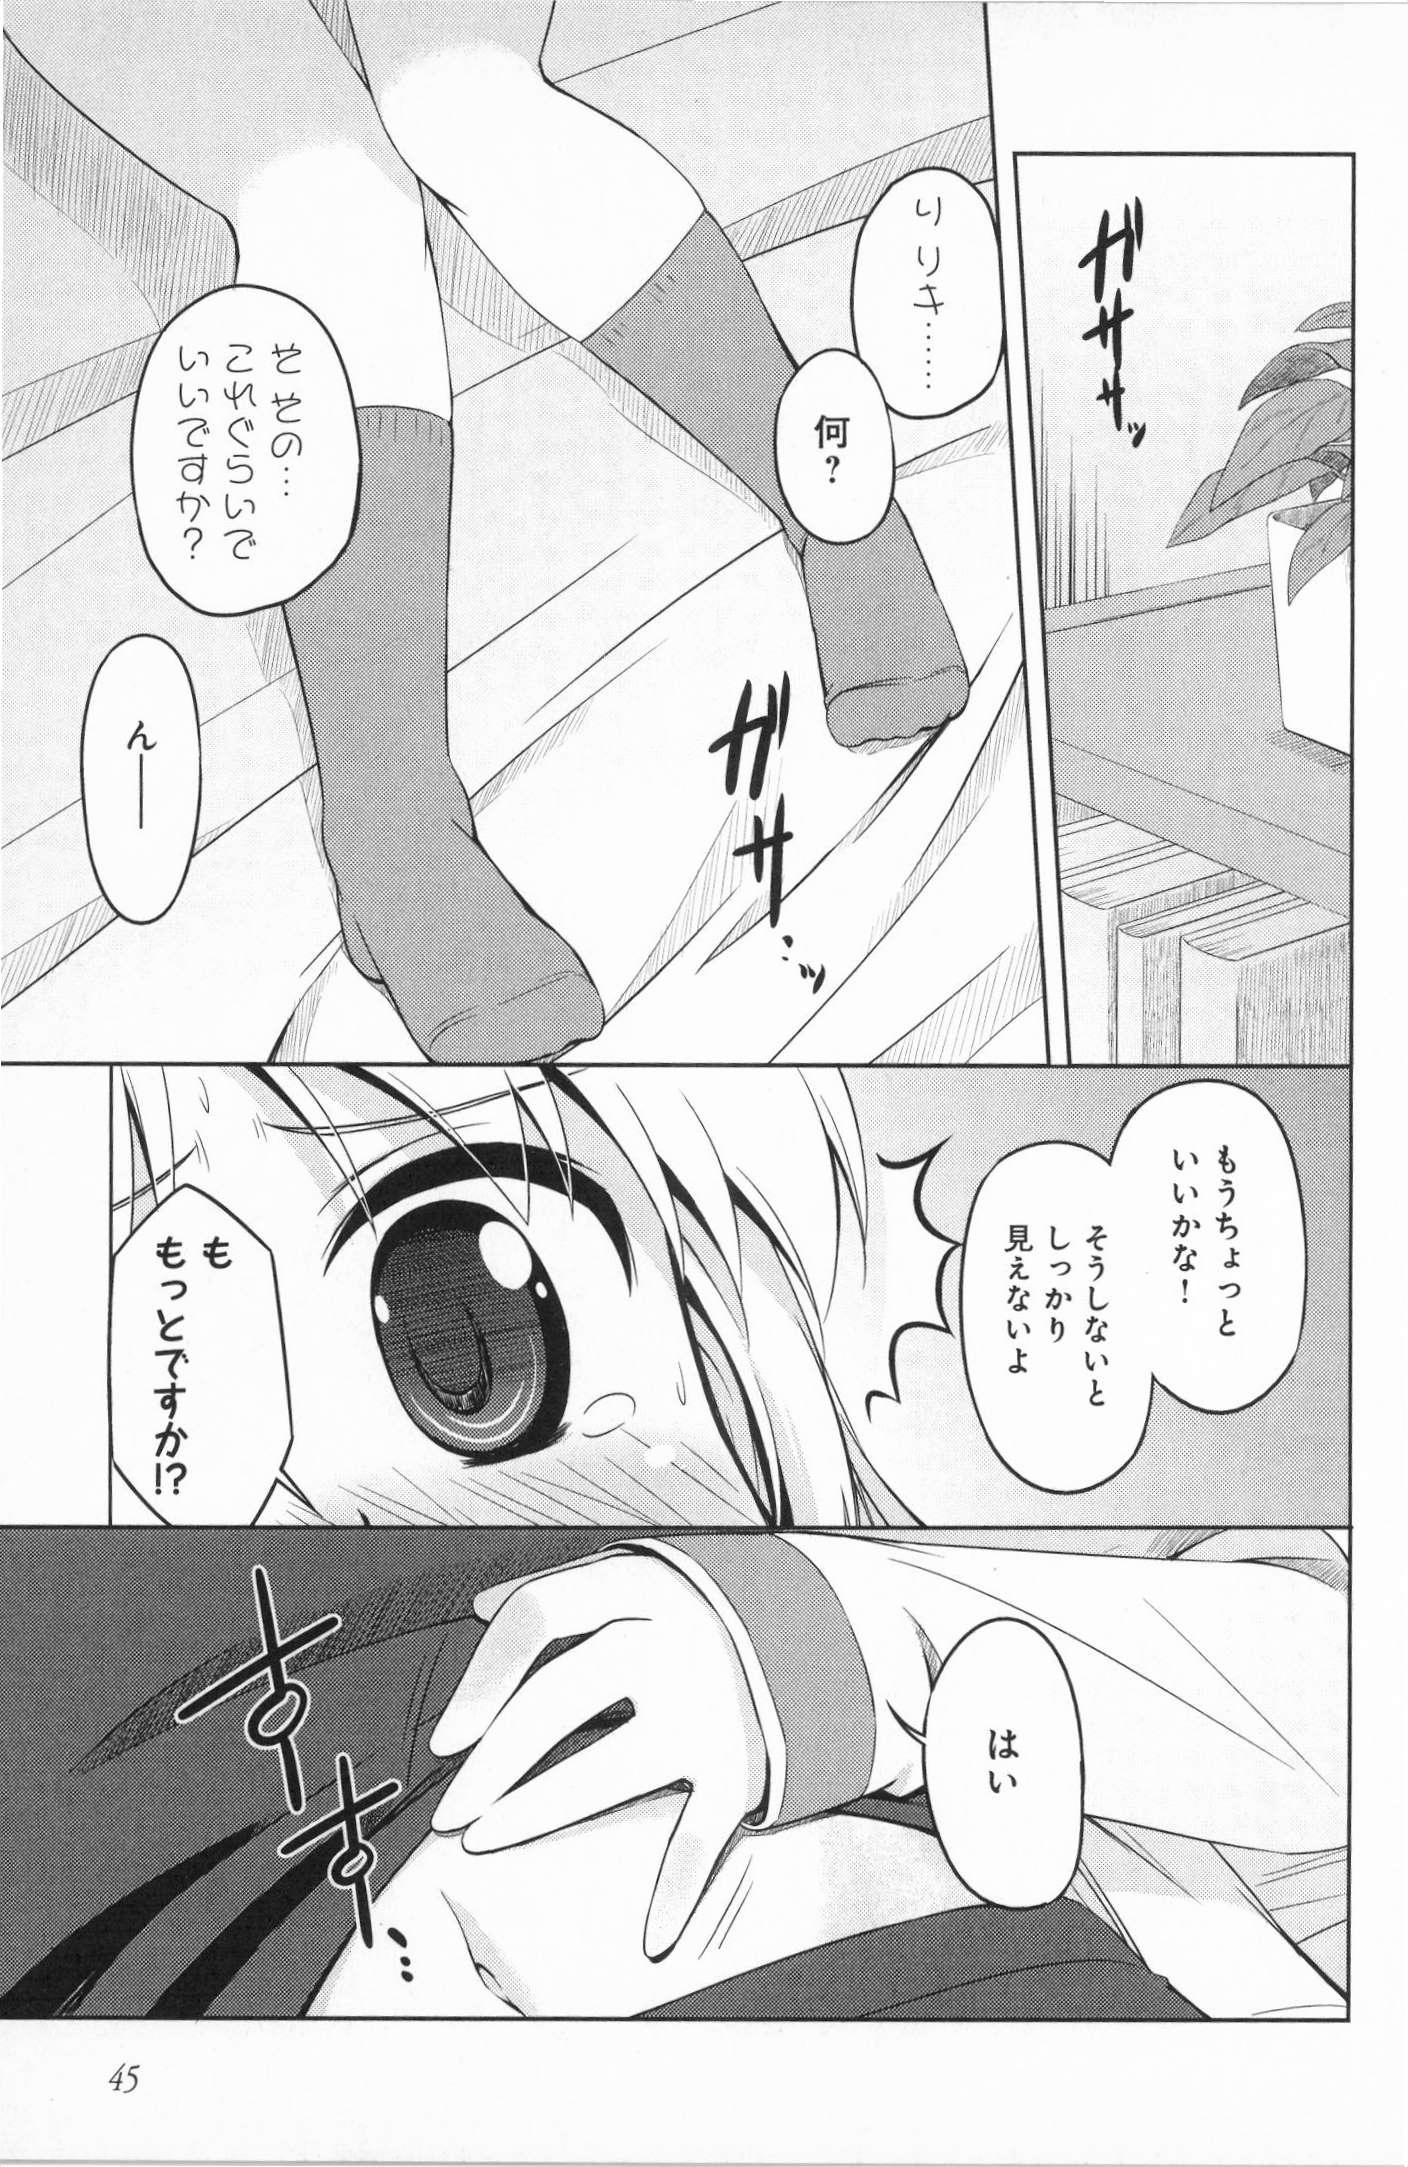 ガササッ
りりキ……
何?
そ その…
これぐらいで
いいですか?
ん―
ガサ…ッ
もうちょっと
いいかな!
そうしないと
しっかり
見えないよ
も
もっとですか!?
はい
キ
キ…
45